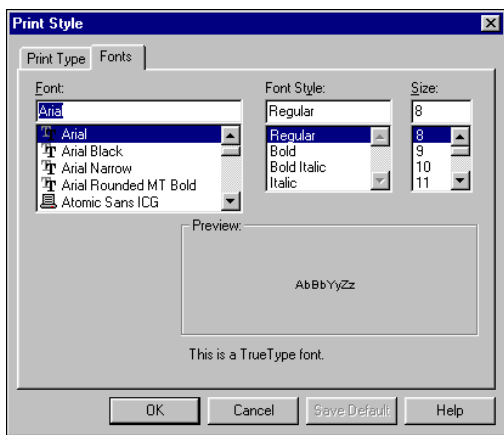 Print Style
Print Type Fonts
Font: Font Style: Size:
Arial Regular 8
Arial Regular 8
Arial Black Bold 9
Arial Narrow Bold Italic 10
Arial Rounded MT Bold Italic 11
Atomic Sans ICG
Preview:
AbBbYyZz
This is a TrueType font.
OK Cancel Save Default Help